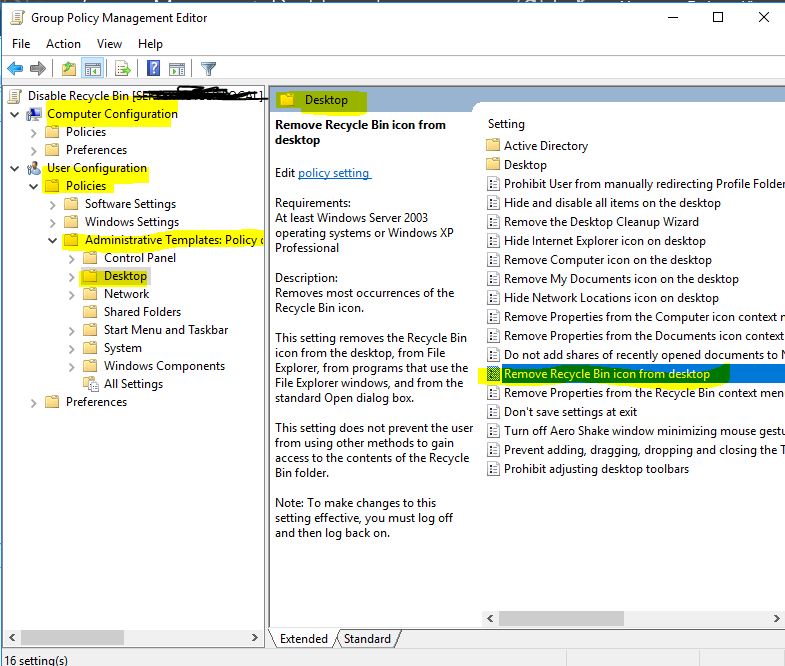 Group Policy Management Editor
File Action View Help
Disable Recycle Bin
Computer Configuration
Policies
Preferences
User Configuration
Policies
Software Settings
Windows Settings
Administrative Templates: Policy
Control Panel
Desktop
Network
Shared Folders
Start Menu and Taskbar
System
Windows Components
All Settings
Preferences
Desktop
Remove Recycle Bin icon from
desktop
Edit policy setting
Requirements:
At least Windows Server 2003
operating systems or Windows XP
Professional
Description:
Removes most occurrences of the
Recycle Bin icon.
This setting removes the Recycle Bin
icon from the desktop, from File
Explorer, from programs that use the
File Explorer windows, and from the
standard Open dialog box.
This setting does not prevent the user
from using other methods to gain
access to the contents of the Recycle
Bin folder.
Note: To make changes to this
setting effective, you must log off
and then log back on.
Setting
Active Directory
Desktop
Prohibit User from manually redirecting Profile Folder
Hide and disable all items on the desktop
Remove the Desktop Cleanup Wizard
Hide Internet Explorer icon on desktop
Remove Computer icon on the desktop
Remove My Documents icon on the desktop
Hide Network Locations icon on desktop
Remove Properties from the Computer icon context
Remove Properties from the Documents icon context
Do not add shares of recently opened documents to
Remove Recycle Bin icon from desktop
Remove Properties from the Recycle Bin context men
Don't save settings at exit
Turn off Aero Shake window minimizing mouse gestu
Prevent adding, dragging, dropping and closing the T
Prohibit adjusting desktop toolbars
Extended Standard
16 setting(s)